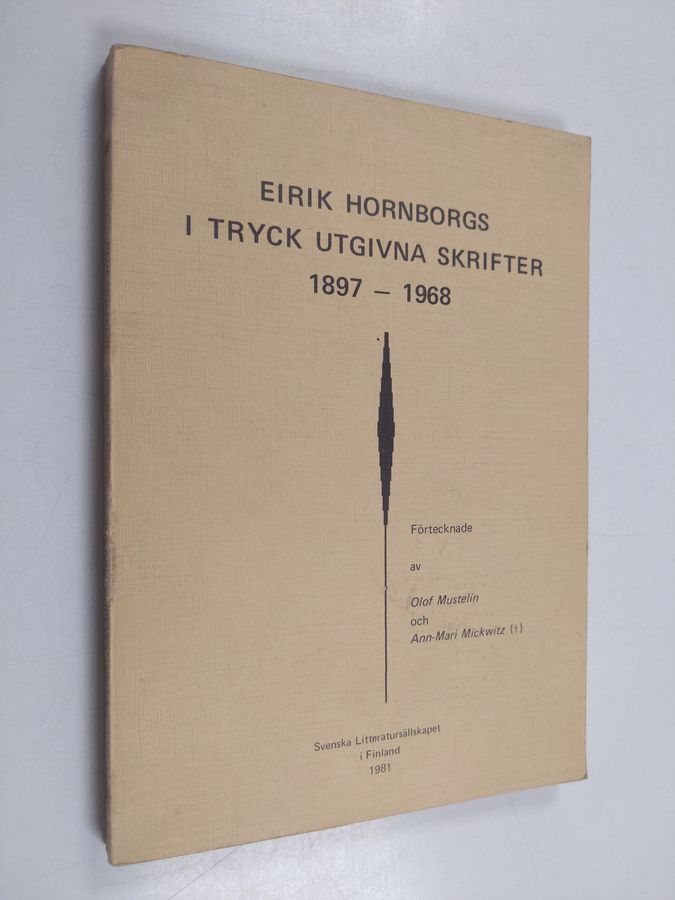 EIRIK HORNBORGS
I TRYCK UTGIVNA SKRIFTER
1897 – 1968
Förtecknade
av
Olof Mustelin
och
Ann-Mari Mickwitz (†)
Svenska Litteratursällskapet
i Finland
1981